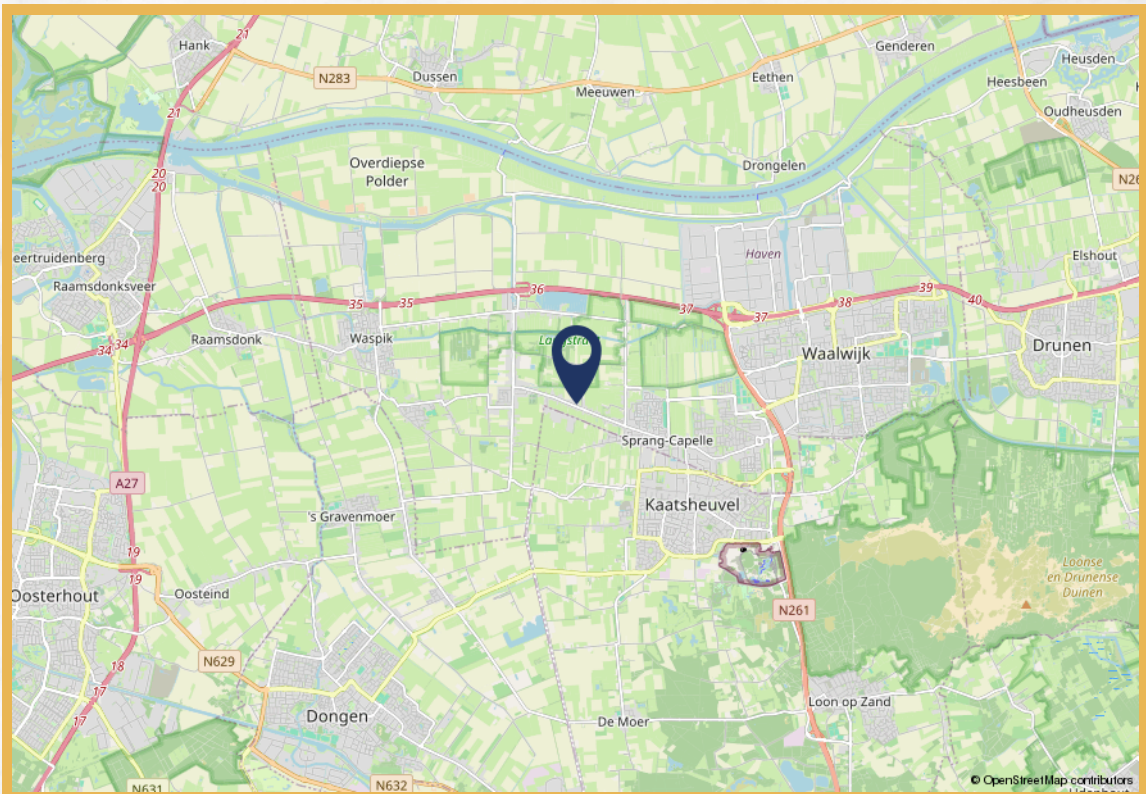 Hank
21
N283
Dussen
Meeuwen
Eethen
Genderen
Heusden
Heesbeen
Oudheusden
21
20
20
Overdiepse
Polder
Drongelen
N26
eertruidenberg
Raamsdonksveer
Haven
Elshout
35
35
36
37
37
38
39
40
34
34
Raamsdonk
Waspik
Waalwijk
Drunen
Sprang-Capelle
A27
Kaatsheuvel
's Gravenmoer
19
19
Oosterhout
Oosteind
Loonse
en Drunense
Duinen
N261
N629
18
17
17
Dongen
De Moer
Loon op Zand
N631
N632
© OpenStreetMap contributors